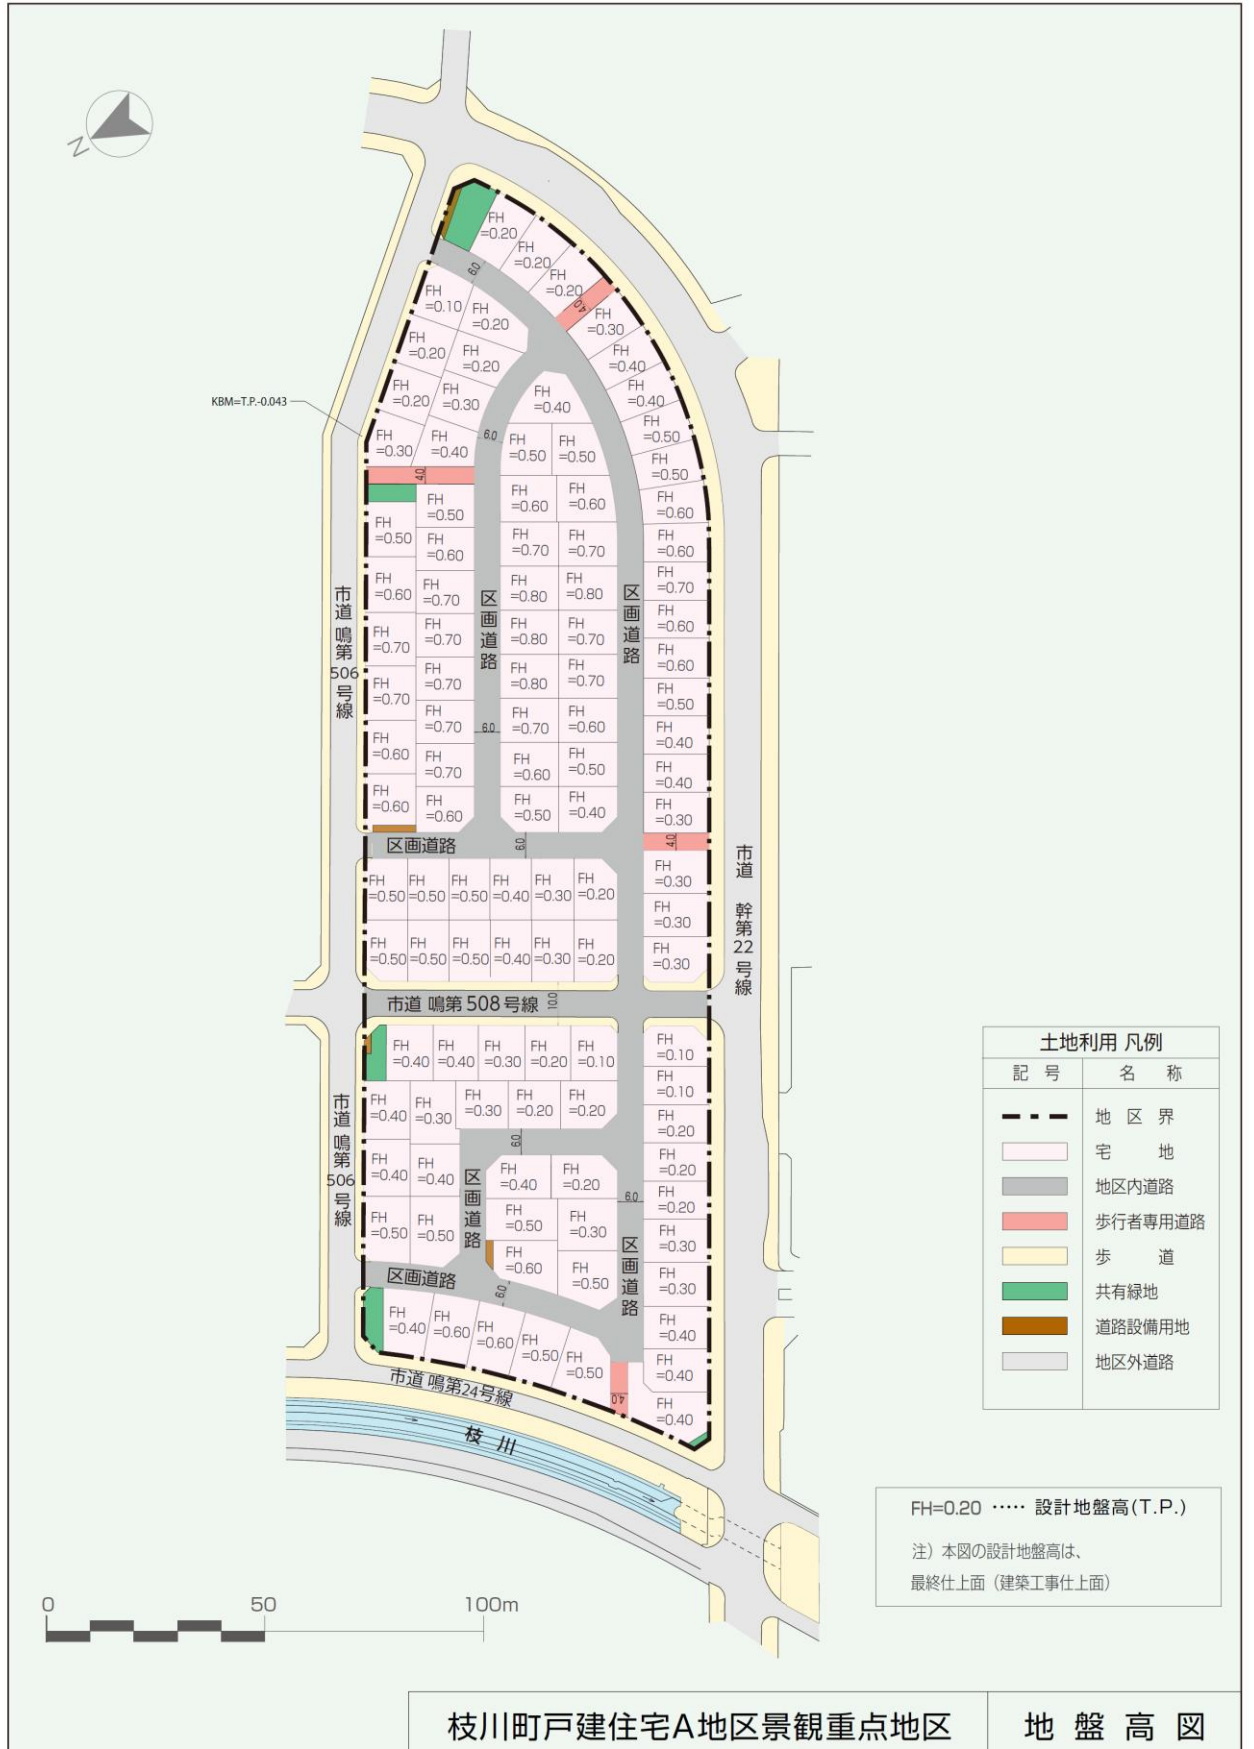 N
FH
=0.20
FH
=0.20
FH
=0.20
6.0
4.0
FH
=0.10
FH
=0.20
FH
=0.30
FH
=0.20
FH
=0.20
FH
=0.40
FH
=0.20
FH
=0.30
FH
=0.40
FH
=0.40
KBM=T.P.-0.043
FH
=0.30
FH
=0.40
6.0
FH
=0.50
FH
=0.50
FH
=0.50
FH
=0.50
4.0
FH
=0.50
FH
=0.60
FH
=0.60
FH
=0.60
FH
=0.50
FH
=0.60
FH
=0.70
FH
=0.70
FH
=0.60
FH
=0.60
FH
=0.70
FH
=0.80
FH
=0.80
FH
=0.70
FH
=0.70
FH
=0.70
FH
=0.80
FH
=0.70
FH
=0.60
FH
=0.70
FH
=0.70
FH
=0.80
FH
=0.70
FH
=0.60
FH
=0.50
FH
=0.60
FH
=0.70
FH
=0.70
FH
=0.60
FH
=0.40
FH
=0.70
FH
=0.60
FH
=0.50
FH
=0.40
FH
=0.60
FH
=0.60
FH
=0.50
FH
=0.40
FH
=0.30
市道 鳴第506号線
区画道路
区画道路
6.0
区画道路
6.0
4.0
FH
=0.50
FH
=0.50
FH
=0.50
FH
=0.40
FH
=0.30
FH
=0.20
FH
=0.30
FH
=0.30
FH
=0.50
FH
=0.50
FH
=0.50
FH
=0.40
FH
=0.30
FH
=0.20
FH
=0.30
市道 幹第22号線
市道 鳴第508号線
10.0
FH
=0.40
FH
=0.40
FH
=0.30
FH
=0.20
FH
=0.10
FH
=0.10
FH
=0.10
FH
=0.40
FH
=0.30
FH
=0.30
FH
=0.20
FH
=0.20
FH
=0.20
市道 鳴第506号線
6.0
FH
=0.40
FH
=0.40
区画道路
FH
=0.40
FH
=0.20
FH
=0.20
6.0
FH
=0.20
FH
=0.50
FH
=0.50
FH
=0.50
FH
=0.30
FH
=0.30
FH
=0.60
FH
=0.50
区画道路
FH
=0.30
区画道路
6.0
FH
=0.40
FH
=0.60
FH
=0.60
FH
=0.50
FH
=0.50
FH
=0.40
FH
=0.40
4.0
FH
=0.40
市道 鳴第24号線
枝川
土地利用 凡例
記 号 名 称
地 区 界
宅 地
地区内道路
歩行者専用道路
歩 道
共有緑地
道路設備用地
地区外道路
FH=0.20 ‥‥‥ 設計地盤高(T.P.)
注) 本図の設計地盤高は、
最終仕上面 (建築工事仕上面)
0 50 100m
枝川町戸建住宅A地区景観重点地区 地盤高図